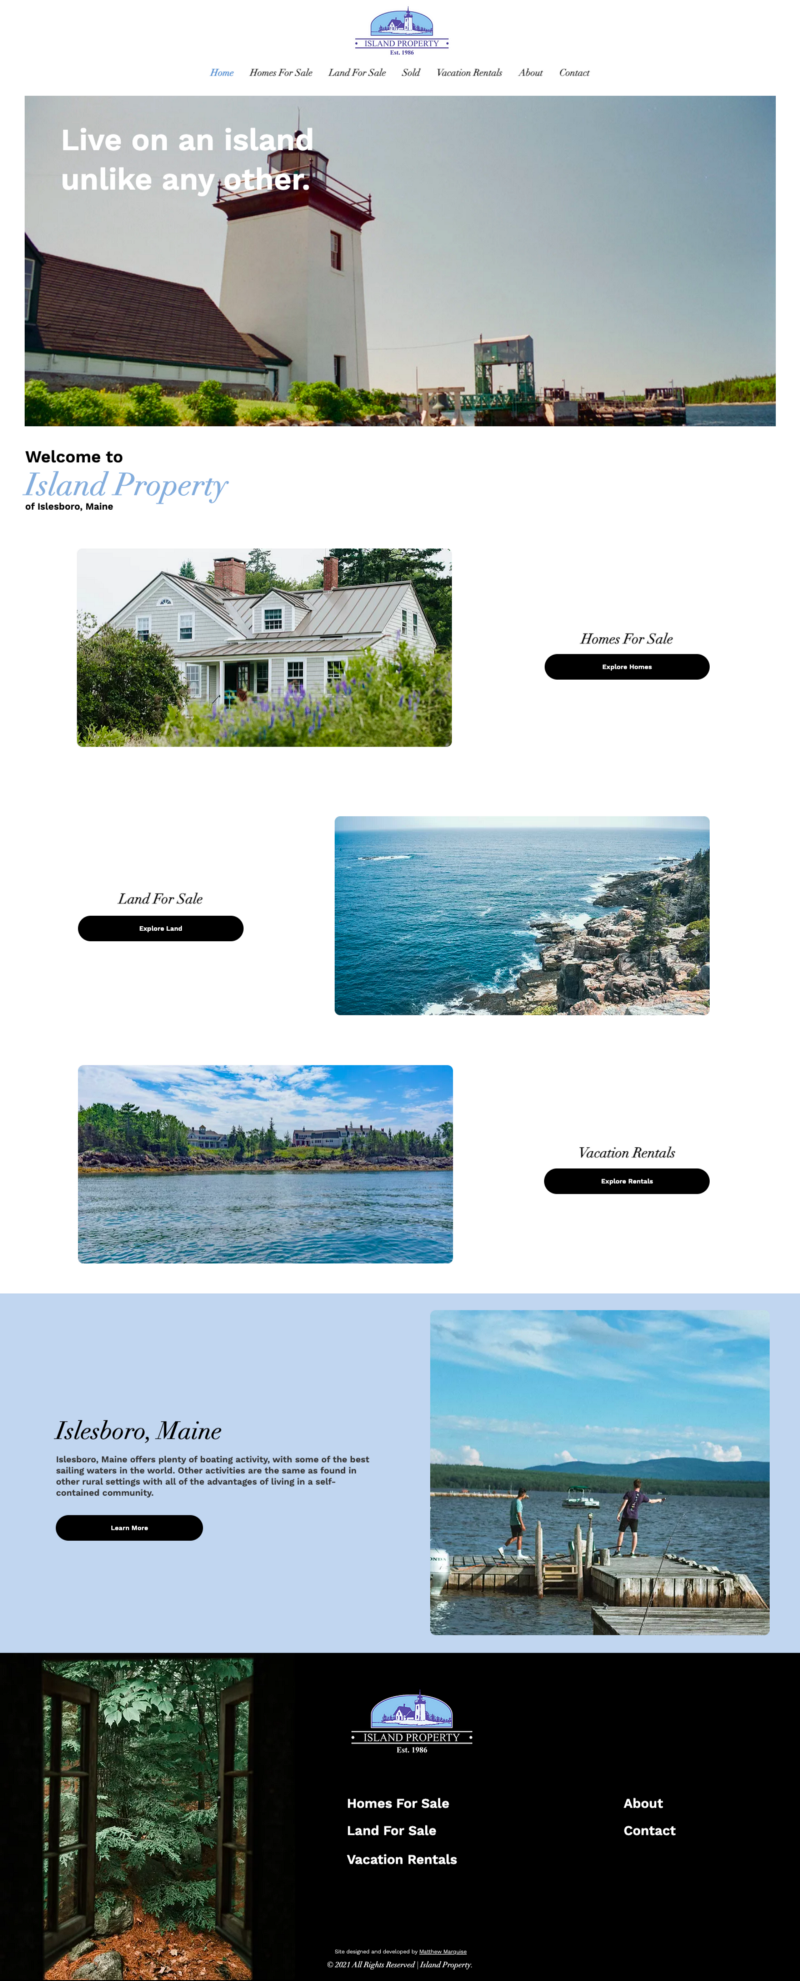 ISLAND PROPERTY
Est. 1986
Home Homes For Sale Land For Sale Sold Vacation Rentals About Contact
Live on an island
unlike any other.
Welcome to
Island Property
of Islesboro, Maine
Homes For Sale
Explore Homes
Land For Sale
Explore Land
Vacation Rentals
Explore Rentals
Islesboro, Maine
Islesboro, Maine offers plenty of boating activity, with some of the best
sailing waters in the world. Other activities are the same as found in
other rural settings with all of the advantages of living in a self-
contained community.
Learn More
ISLAND PROPERTY
Est. 1986
Homes For Sale
Land For Sale
Vacation Rentals
About
Contact
Site designed and developed by Matthew Marquise
© 2021 All Rights Reserved | Island Property.